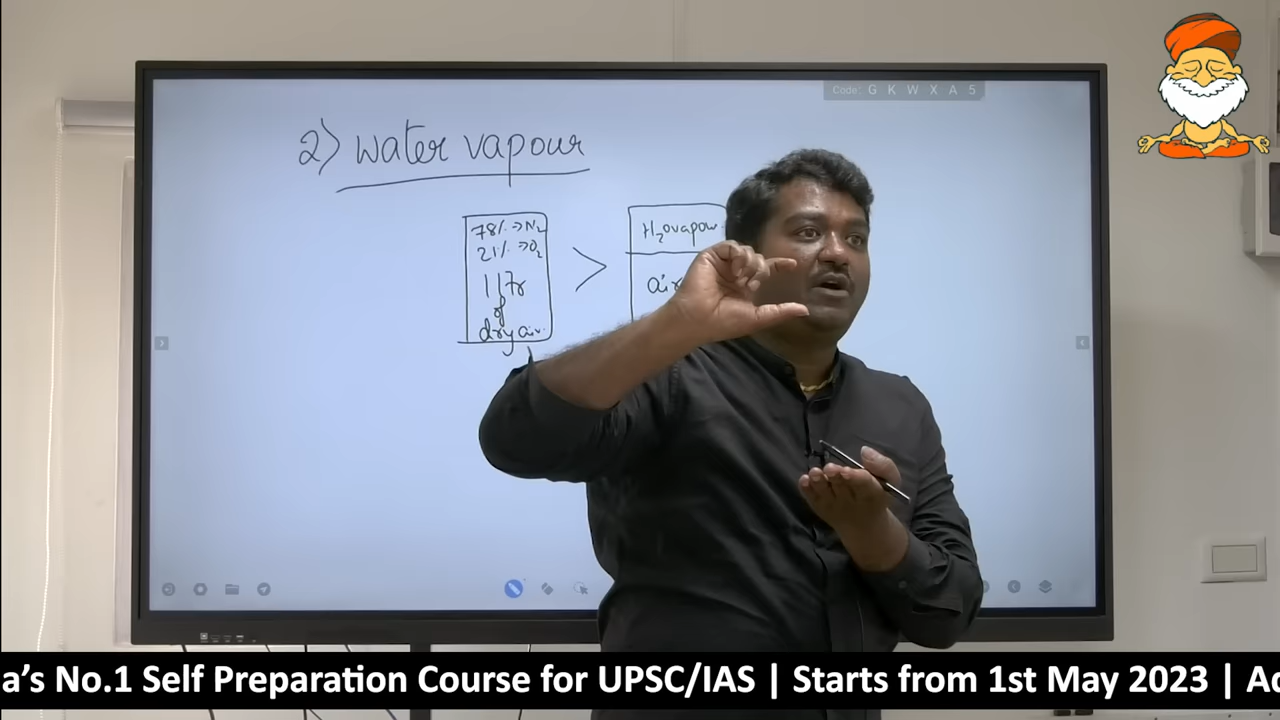 Code: G K W X A 5
2) water vapour
78% → N2
21% → O2
1 ltr
of
dry air
>
H2O vapour
air
a's No.1 Self Preparation Course for UPSC/IAS | Starts from 1st May 2023 | Ad